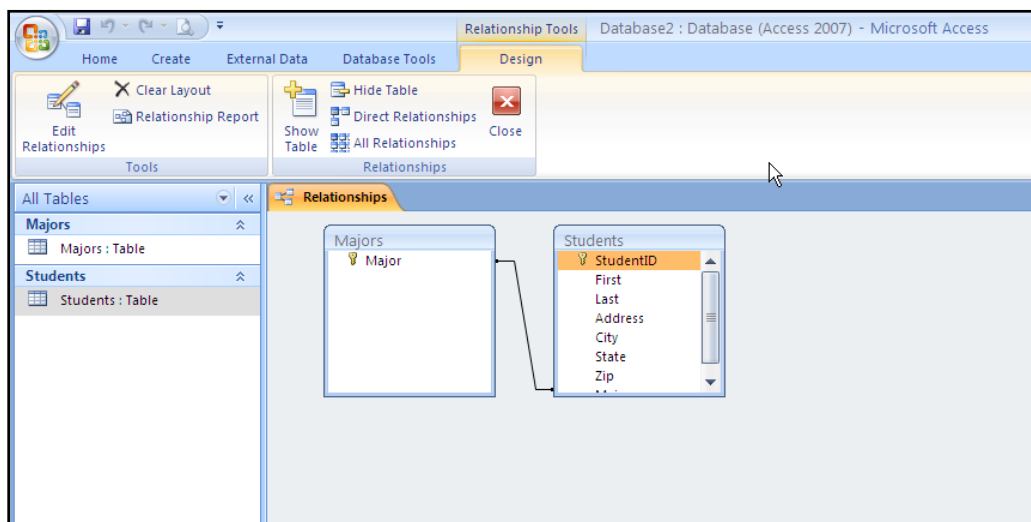 Relationship Tools Database2 : Database (Access 2007) - Microsoft Access
Home Create External Data Database Tools Design
Edit Relationships
Clear Layout
Relationship Report
Tools
Show Table
Hide Table
Direct Relationships
All Relationships
Close
Relationships
All Tables
Majors
Majors : Table
Students
Students : Table
Relationships
Majors
Major
Students
StudentID
First
Last
Address
City
State
Zip